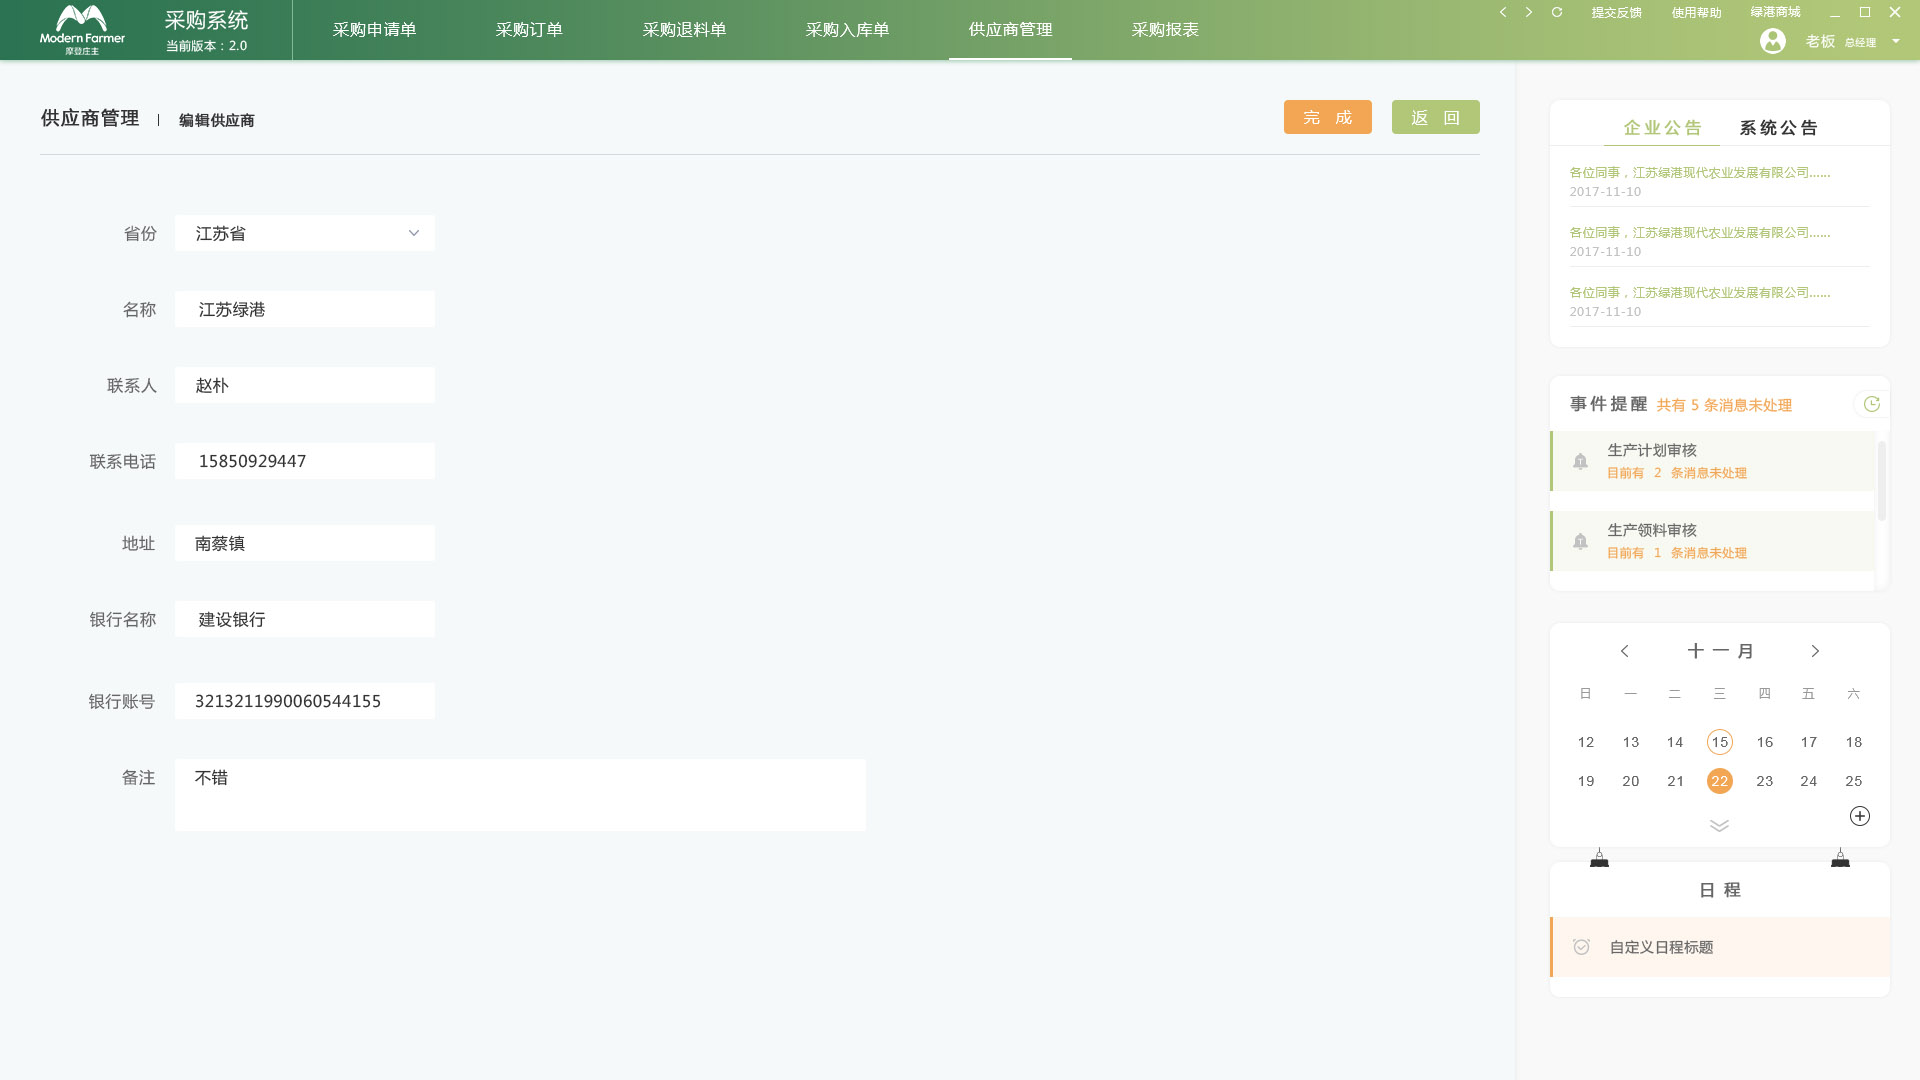 Modern Farmer
摩登庄主
采购系统
当前版本：2.0
采购申请单
采购订单
采购退料单
采购入库单
供应商管理
采购报表
提交反馈
使用帮助
绿港商城
老板 总经理
供应商管理 | 编辑供应商
完 成
返 回
省份 江苏省
名称 江苏绿港
联系人 赵朴
联系电话 15850929447
地址 南蔡镇
银行名称 建设银行
银行账号 3213211990060544155
备注 不错
企业公告 系统公告
各位同事，江苏绿港现代农业发展有限公司......
2017-11-10
各位同事，江苏绿港现代农业发展有限公司......
2017-11-10
各位同事，江苏绿港现代农业发展有限公司......
2017-11-10
事件提醒 共有 5 条消息未处理
生产计划审核
目前有 2 条消息未处理
生产领料审核
目前有 1 条消息未处理
十一月
日 一 二 三 四 五 六
12 13 14 15 16 17 18
19 20 21 22 23 24 25
日 程
自定义日程标题